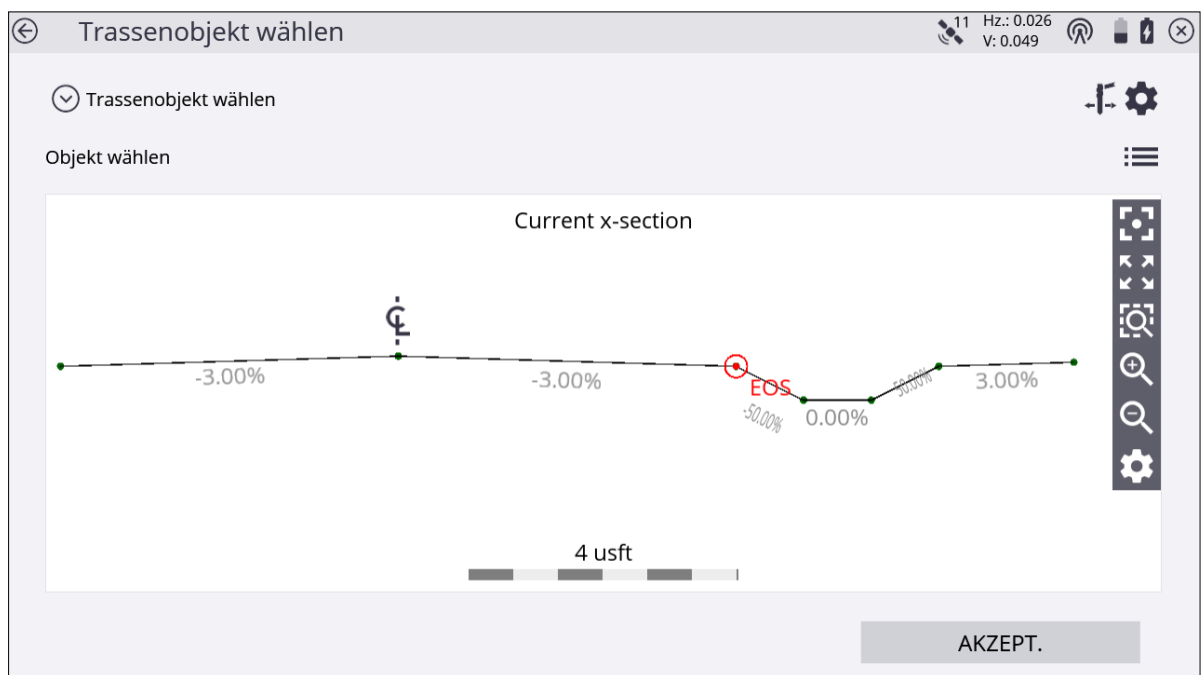 Trassenobjekt wählen
11
Hz.: 0.026
V: 0.049
Trassenobjekt wählen
Objekt wählen
Current x-section
℄
-3.00%
-3.00%
EOS
-50.00%
0.00%
50.00%
3.00%
4 usft
AKZEPT.